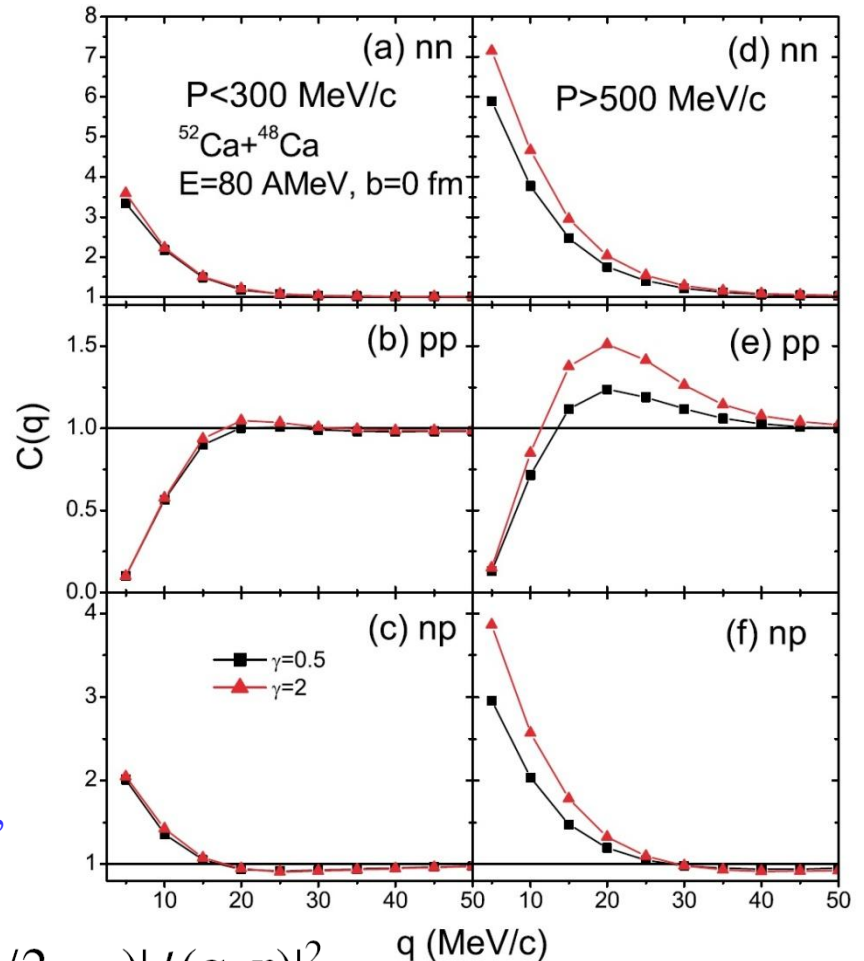 8
7
6
5
4
3
2
1
(a) nn
P<300 MeV/c
⁵²Ca+⁴⁸Ca
E=80 AMeV, b=0 fm
(d) nn
P>500 MeV/c
1.5
1.0
0.5
0.0
C(q)
(b) pp
(e) pp
4
3
2
1
(c) np
γ=0.5
γ=2
(f) np
10 20 30 40 50 10 20 30 40 50
q (MeV/c)
,